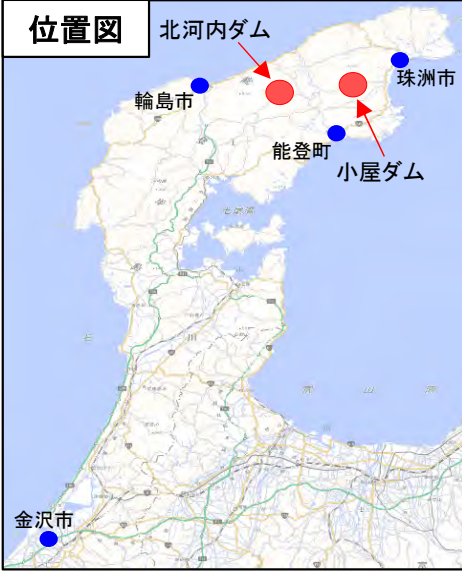 位置図
北河内ダム
珠洲市
輪島市
能登町
小屋ダム
金沢市